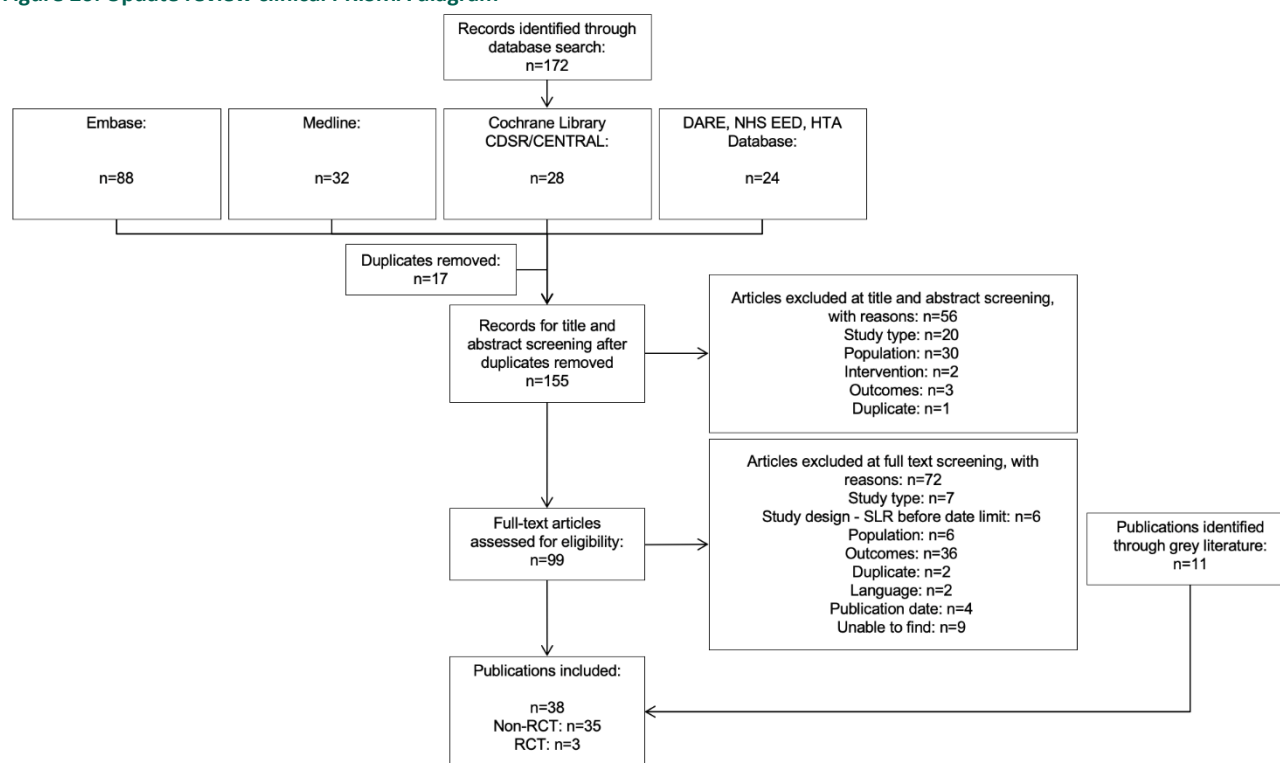 Records identified through
database search:
n=172
Embase:
n=88
Medline:
n=32
Cochrane Library
CDSR/CENTRAL:
n=28
DARE, NHS EED, HTA
Database:
n=24
Duplicates removed:
n=17
Records for title and
abstract screening after
duplicates removed
n=155
Articles excluded at title and abstract screening,
with reasons: n=56
Study type: n=20
Population: n=30
Intervention: n=2
Outcomes: n=3
Duplicate: n=1
Full-text articles
assessed for eligibility:
n=99
Articles excluded at full text screening, with
reasons: n=72
Study type: n=7
Study design - SLR before date limit: n=6
Population: n=6
Outcomes: n=36
Duplicate: n=2
Language: n=2
Publication date: n=4
Unable to find: n=9
Publications identified
through grey literature:
n=11
Publications included:
n=38
Non-RCT: n=35
RCT: n=3